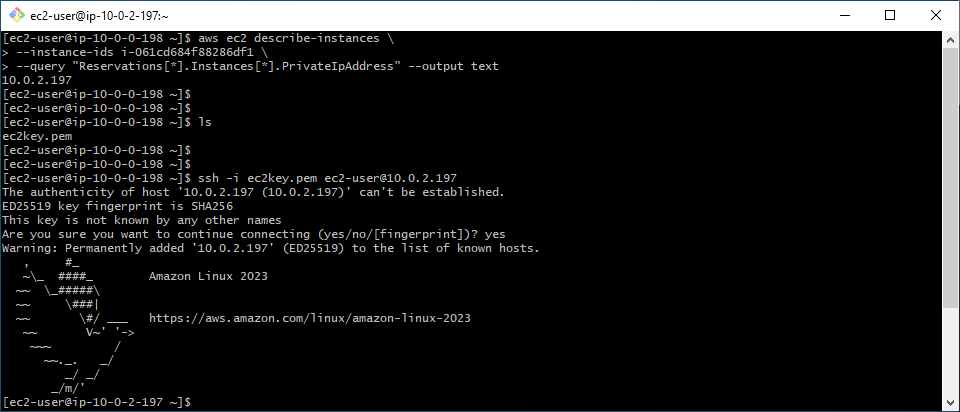 ec2-user@ip-10-0-2-197:~
[ec2-user@ip-10-0-0-198 ~]$ aws ec2 describe-instances \
> --instance-ids i-061cd684f88286df1 \
> --query "Reservations[*].Instances[*].PrivateIpAddress" --output text
10.0.2.197
[ec2-user@ip-10-0-0-198 ~]$
[ec2-user@ip-10-0-0-198 ~]$
[ec2-user@ip-10-0-0-198 ~]$ ls
ec2key.pem
[ec2-user@ip-10-0-0-198 ~]$
[ec2-user@ip-10-0-0-198 ~]$
[ec2-user@ip-10-0-0-198 ~]$ ssh -i ec2key.pem ec2-user@10.0.2.197
The authenticity of host '10.0.2.197 (10.0.2.197)' can't be established.
ED25519 key fingerprint is SHA256
This key is not known by any other names
Are you sure you want to continue connecting (yes/no/[fingerprint])? yes
Warning: Permanently added '10.0.2.197' (ED25519) to the list of known hosts.
   ,     #_
   ~\_  ####_        Amazon Linux 2023
  ~~  \_#####\
  ~~     \###|
  ~~       \#/ ___   https://aws.amazon.com/linux/amazon-linux-2023
   ~~       V~' '->
    ~~~         /
      ~~._.   _/
         _/ _/
       _/m/'
[ec2-user@ip-10-0-2-197 ~]$